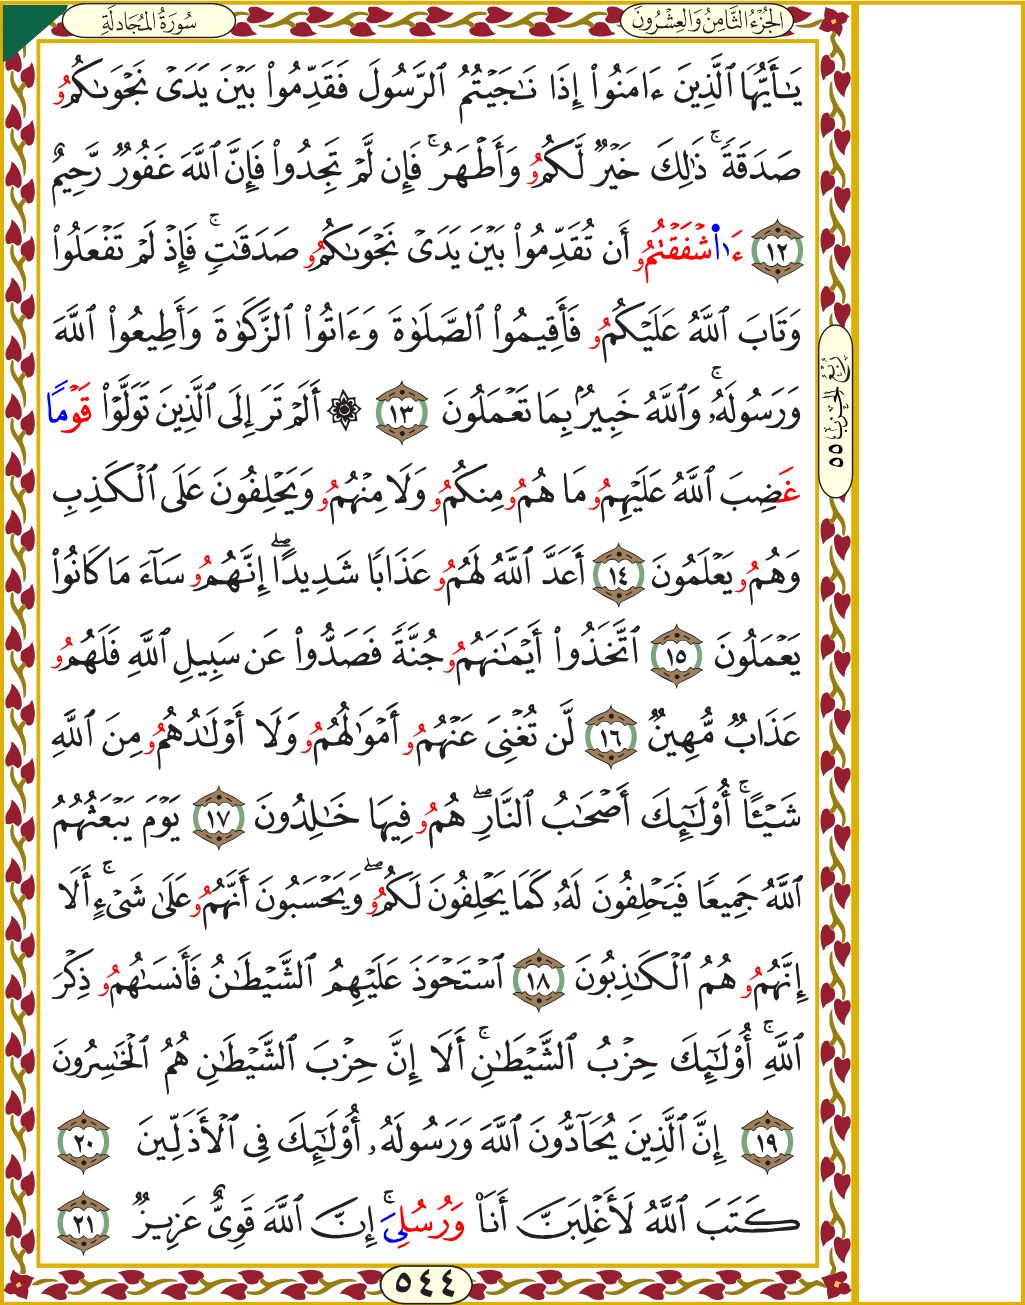 الجُزْءُ الثَّامِنُ وَالعِشْرُونَ
سُورَةُ المُجَادلَةِ
يَـٰٓأَيُّهَا ٱلَّذِينَ ءَامَنُوا۟ إِذَا نَـٰجَيْتُمُ ٱلرَّسُولَ فَقَدِّمُوا۟ بَيْنَ يَدَىْ نَجْوَىٰكُمُۥ
صَدَقَةً ۚ ذَٰلِكَ خَيْرٌ لَّكُمُۥ وَأَطْهَرُ ۚ فَإِن لَّمْ تَجِدُوا۟ فَإِنَّ ٱللَّهَ غَفُورٌ رَّحِيمٌ
١٢ ءَا۬شْفَقْتُمُۥ أَن تُقَدِّمُوا۟ بَيْنَ يَدَىْ نَجْوَىٰكُمُۥ صَدَقَـٰتٍ ۚ فَإِذْ لَمْ تَفْعَلُوا۟
وَتَابَ ٱللَّهُ عَلَيْكُمُۥ فَأَقِيمُوا۟ ٱلصَّلَوٰةَ وَءَاتُوا۟ ٱلزَّكَوٰةَ وَأَطِيعُوا۟ ٱللَّهَ
وَرَسُولَهُۥ ۚ وَٱللَّهُ خَبِيرٌۢ بِمَا تَعْمَلُونَ ١٣ ۞ أَلَمْ تَرَ إِلَى ٱلَّذِينَ تَوَلَّوْا۟ قَوْمًا
غَضِبَ ٱللَّهُ عَلَيْهِمُۥ مَا هُمُۥ مِنكُمُۥ وَلَا مِنْهُمُۥ وَيَحْلِفُونَ عَلَى ٱلْكَذِبِ
وَهُمُۥ يَعْلَمُونَ ١٤ أَعَدَّ ٱللَّهُ لَهُمُۥ عَذَابًا شَدِيدًا ۖ إِنَّهُمُۥ سَآءَ مَا كَانُوا۟
يَعْمَلُونَ ١٥ ٱتَّخَذُوٓا۟ أَيْمَـٰنَهُمُۥ جُنَّةً فَصَدُّوا۟ عَن سَبِيلِ ٱللَّهِ فَلَهُمُۥ
عَذَابٌ مُّهِينٌ ١٦ لَّن تُغْنِىَ عَنْهُمُۥ أَمْوَٰلُهُمُۥ وَلَآ أَوْلَـٰدُهُمُۥ مِنَ ٱللَّهِ
شَيْـًٔا ۚ أُو۟لَـٰٓئِكَ أَصْحَـٰبُ ٱلنَّارِ ۖ هُمُۥ فِيهَا خَـٰلِدُونَ ١٧ يَوْمَ يَبْعَثُهُمُ
ٱللَّهُ جَمِيعًا فَيَحْلِفُونَ لَهُۥ كَمَا يَحْلِفُونَ لَكُمُۥ ۖ وَيَحْسَبُونَ أَنَّهُمُۥ عَلَىٰ شَىْءٍ ۚ أَلَآ
إِنَّهُمُۥ هُمُ ٱلْكَـٰذِبُونَ ١٨ ٱسْتَحْوَذَ عَلَيْهِمُ ٱلشَّيْطَـٰنُ فَأَنسَىٰهُمُۥ ذِكْرَ
ٱللَّهِ ۚ أُو۟لَـٰٓئِكَ حِزْبُ ٱلشَّيْطَـٰنِ ۚ أَلَآ إِنَّ حِزْبَ ٱلشَّيْطَـٰنِ هُمُ ٱلْخَـٰسِرُونَ
١٩ إِنَّ ٱلَّذِينَ يُحَآدُّونَ ٱللَّهَ وَرَسُولَهُۥٓ أُو۟لَـٰٓئِكَ فِى ٱلْأَذَلِّينَ ٢٠
كَتَبَ ٱللَّهُ لَأَغْلِبَنَّ أَنَا۠ وَرُسُلِىَ ۚ إِنَّ ٱللَّهَ قَوِىٌّ عَزِيزٌ ٢١
رُبْعُ الحِزْبِ ٥٥
٥٤٤